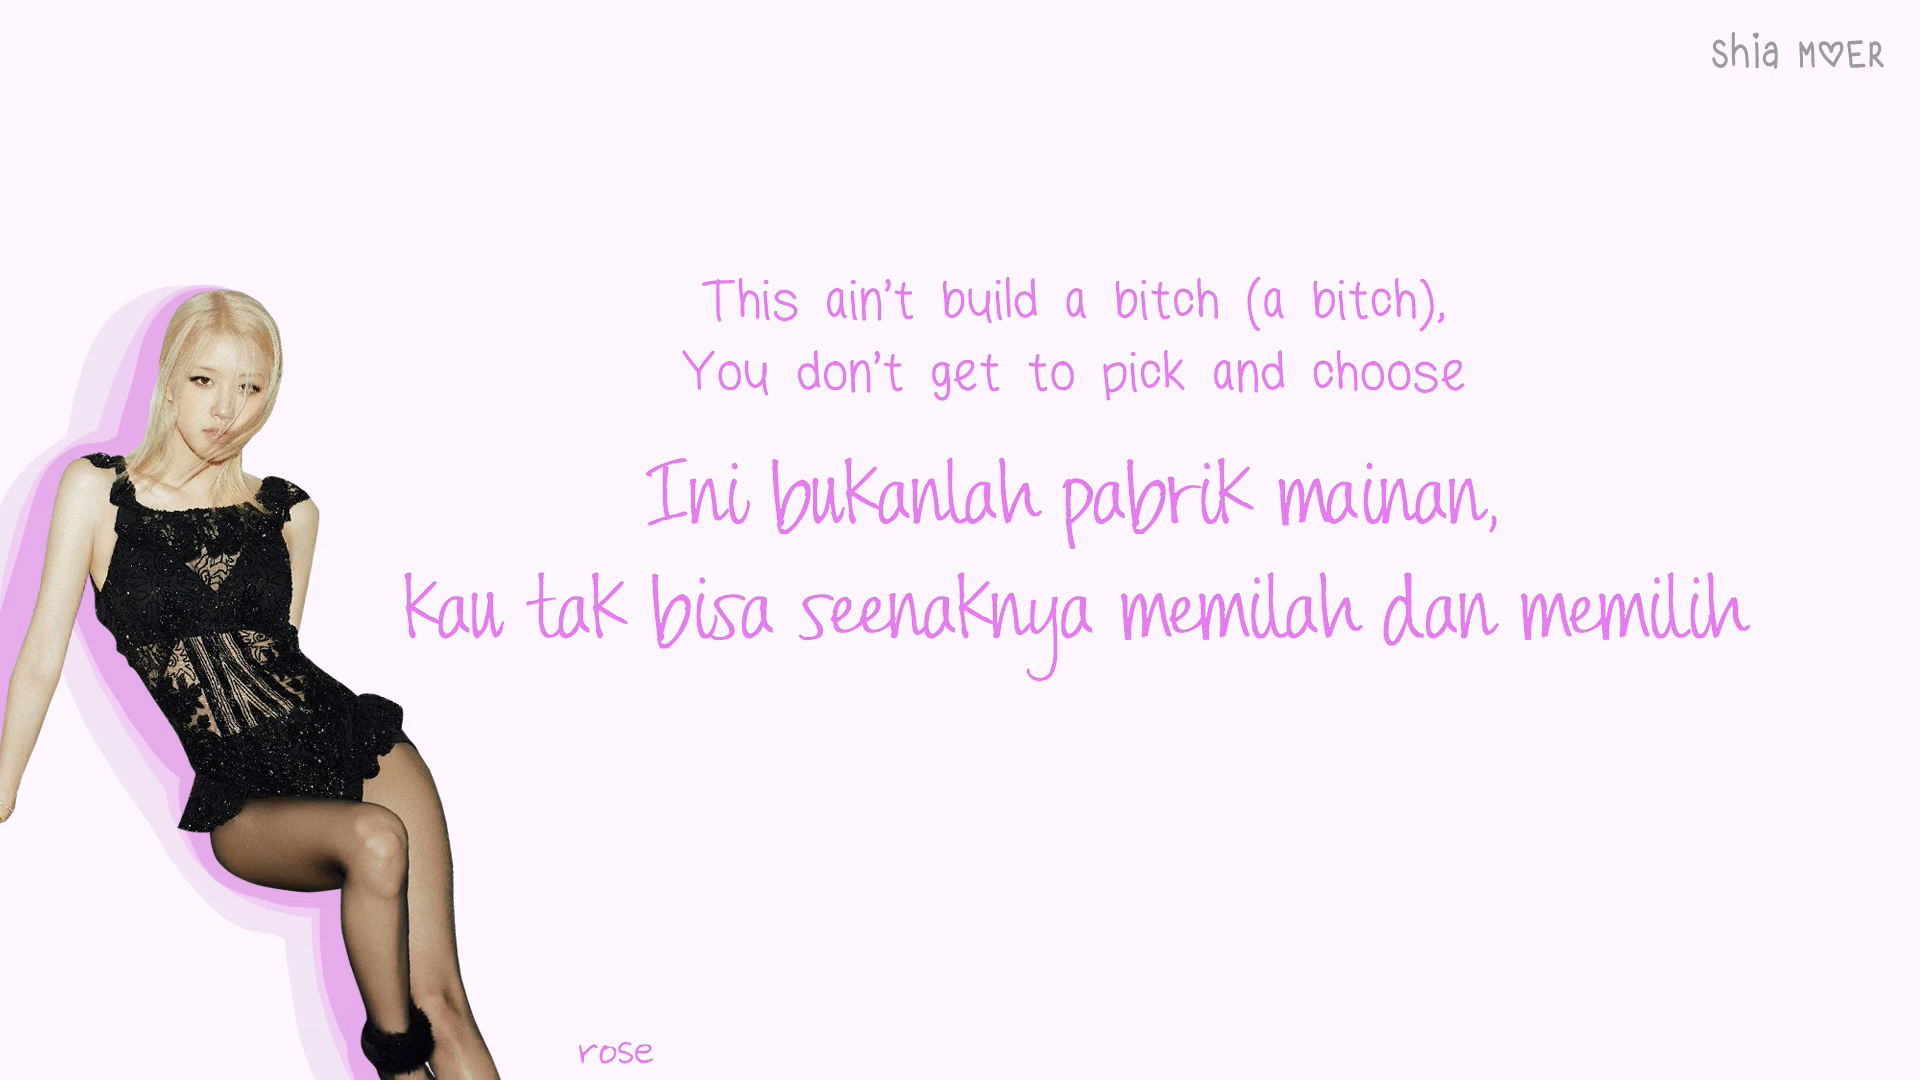 Shia M♡ER
This ain't build a bitch (a bitch),
You don't get to pick and choose
Ini bukanlah pabrik mainan,
kau tak bisa seenaknya memilah dan memilih
rose